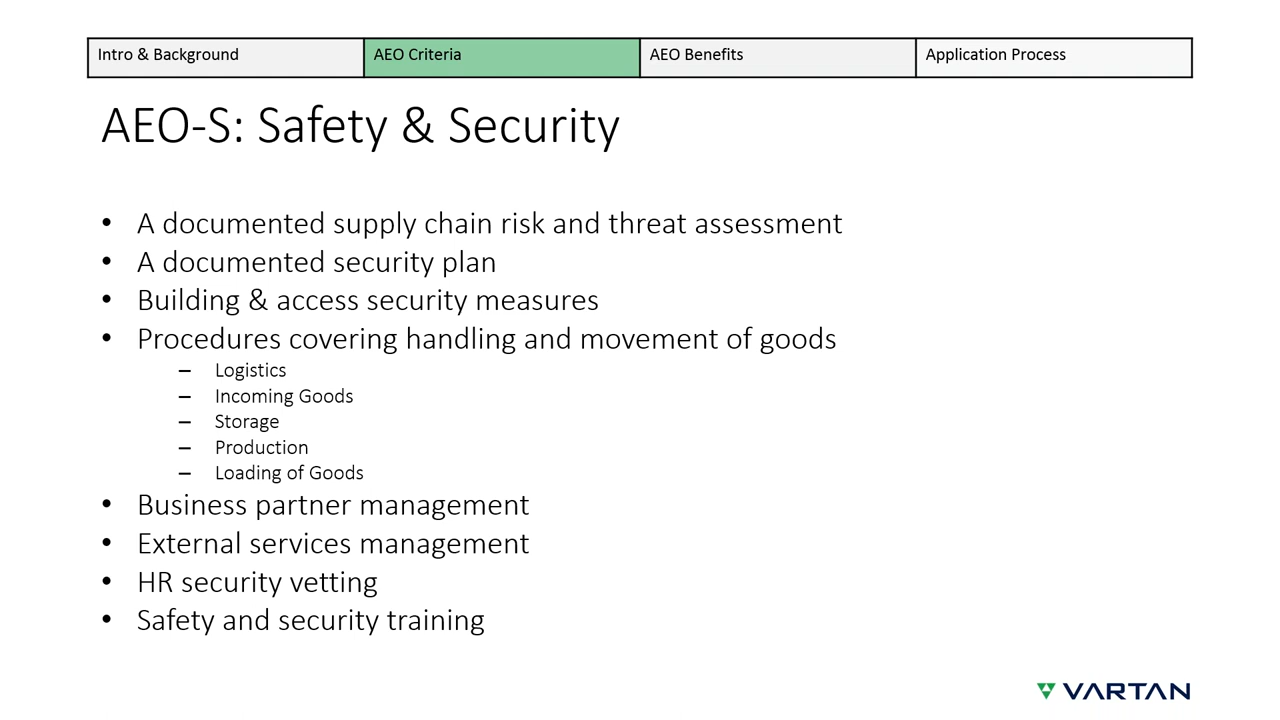 Intro & Background
AEO Criteria
AEO Benefits
Application Process
AEO-S: Safety & Security
• A documented supply chain risk and threat assessment
• A documented security plan
• Building & access security measures
• Procedures covering handling and movement of goods
– Logistics
– Incoming Goods
– Storage
– Production
– Loading of Goods
• Business partner management
• External services management
• HR security vetting
• Safety and security training
VARTAN